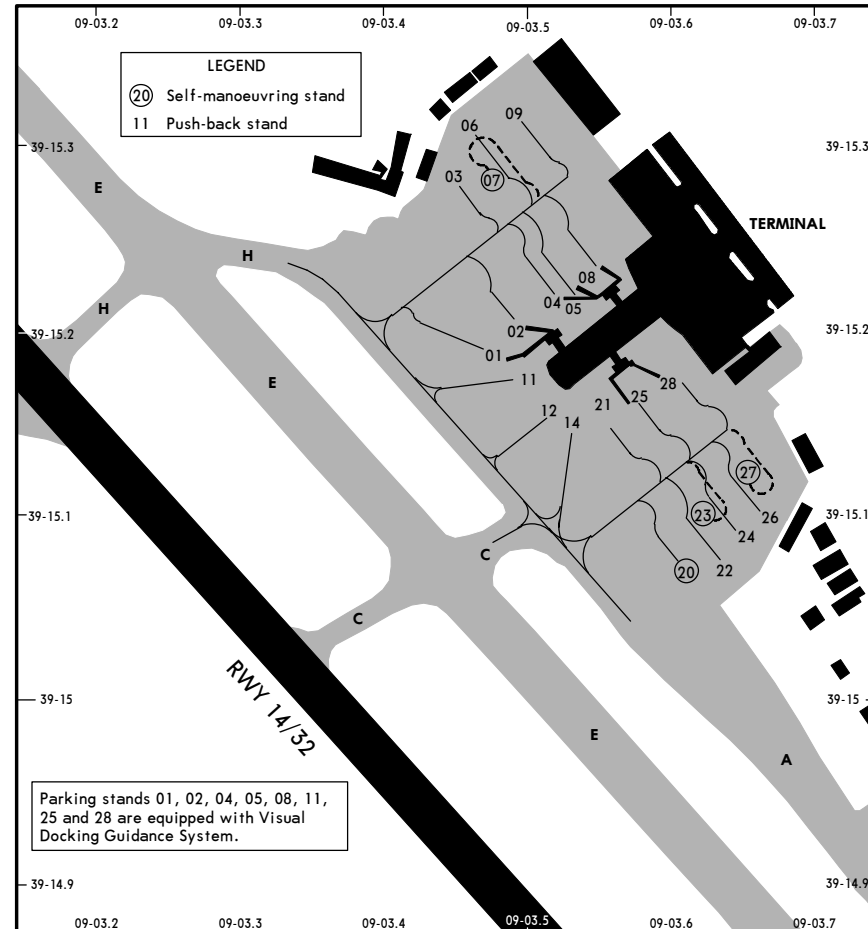 09-03.2 09-03.3 09-03.4 09-03.5 09-03.6 09-03.7
LEGEND
20 Self-manoeuvring stand
11 Push-back stand
39-15.3
39-15.3
09
06
07
03
E
TERMINAL
H
08
04
05
H
39-15.2
39-15.2
02
01
11
28
25
21
E
12
14
27
26
23
24
39-15.1
39-15.1
C
20
22
C
RWY 14/32
39-15
39-15
E
A
Parking stands 01, 02, 04, 05, 08, 11,
25 and 28 are equipped with Visual
Docking Guidance System.
39-14.9
39-14.9
09-03.2 09-03.3 09-03.4 09-03.5 09-03.6 09-03.7